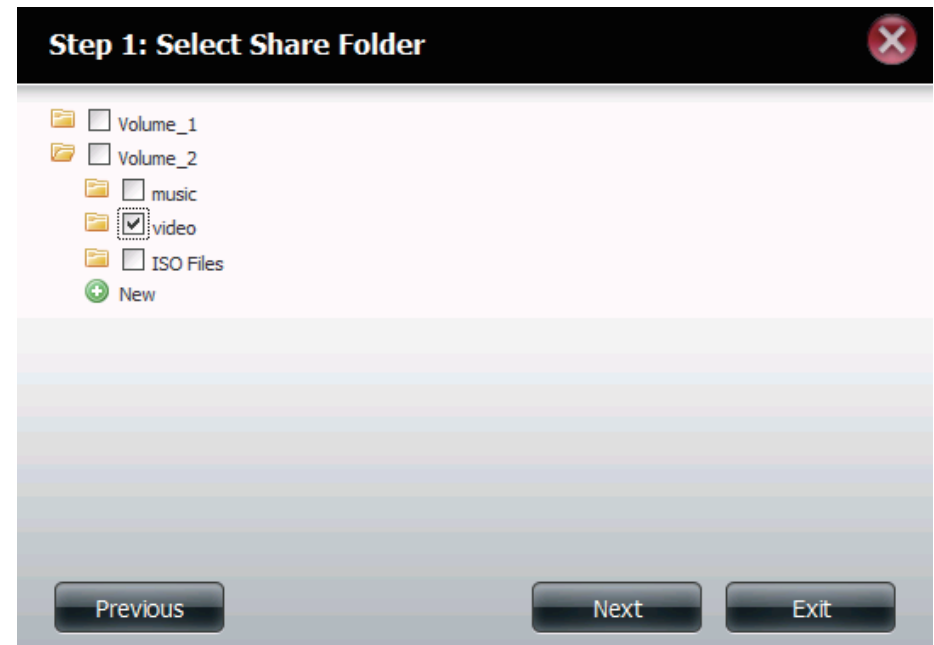 Step 1: Select Share Folder
Volume_1
Volume_2
music
video
ISO Files
New
Previous
Next
Exit